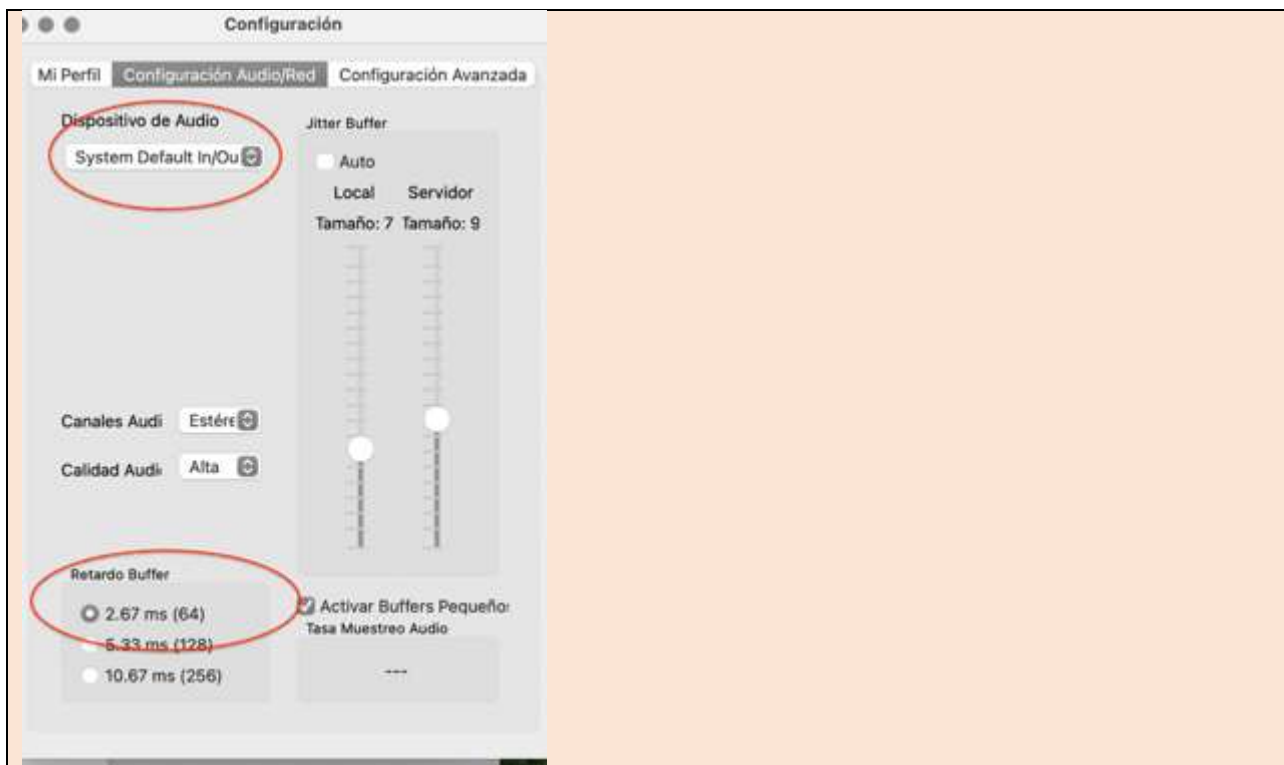 Configuración
Mi Perfil Configuración Audio/Red Configuración Avanzada
Dispositivo de Audio
System Default In/Ou
Jitter Buffer
Auto
Local Servidor
Tamaño: 7 Tamaño: 9
Canales Audi Estére
Calidad Audi Alta
Retardo Buffer
2.67 ms (64)
5.33 ms (128)
10.67 ms (256)
Activar Buffers Pequeños
Tasa Muestreo Audio
---